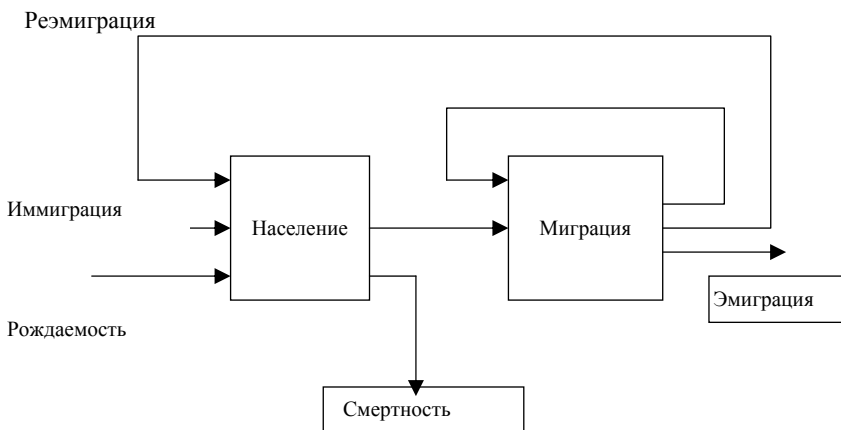 Реэмиграция
Иммиграция
Население
Миграция
Эмиграция
Рождаемость
Смертность